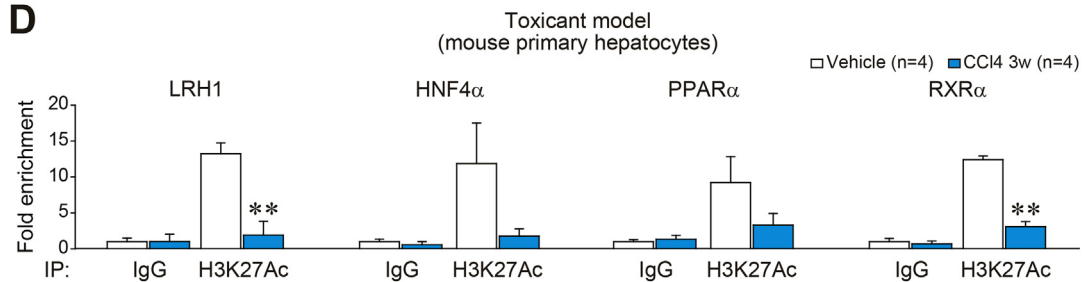 D
Toxicant model
(mouse primary hepatocytes)
Vehicle (n=4) CCl4 3w (n=4)
LRH1 HNF4α PPARα RXRα
Fold enrichment
20
15
10
5
0
** **
IP: IgG H3K27Ac IgG H3K27Ac IgG H3K27Ac IgG H3K27Ac